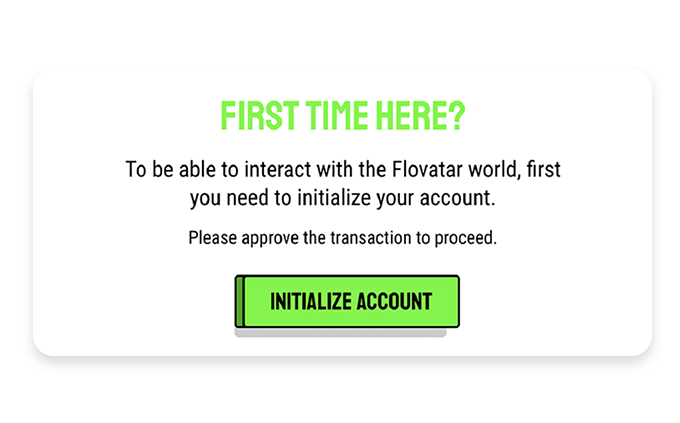 FIRST TIME HERE?
To be able to interact with the Flovatar world, first
you need to initialize your account.
Please approve the transaction to proceed.
INITIALIZE ACCOUNT